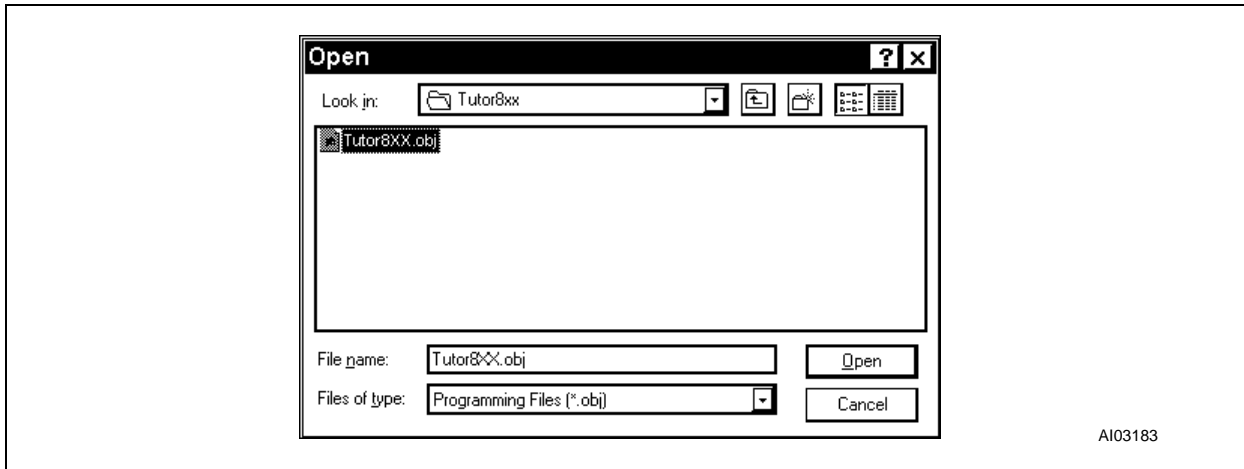 Open
Look in: Tutor8xx
Tutor8XX.obj
File name: Tutor8XX.obj
Open
Files of type: Programming Files (*.obj)
Cancel
AI03183